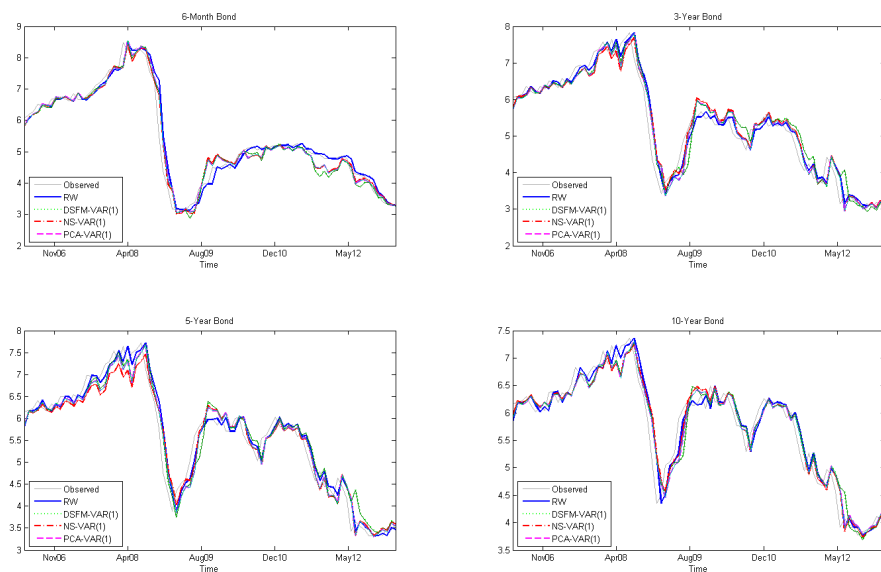 6-Month Bond
9
8
7
6
5
4
3
2
Observed
RW
DSFM-VAR(1)
NS-VAR(1)
PCA-VAR(1)
Nov06 Apr08 Aug09 Dec10 May12
Time
3-Year Bond
8
7
6
5
4
3
2
Observed
RW
DSFM-VAR(1)
NS-VAR(1)
PCA-VAR(1)
Nov06 Apr08 Aug09 Dec10 May12
Time
5-Year Bond
8
7.5
7
6.5
6
5.5
5
4.5
4
3.5
3
Observed
RW
DSFM-VAR(1)
NS-VAR(1)
PCA-VAR(1)
Nov06 Apr08 Aug09 Dec10 May12
Time
10-Year Bond
7.5
7
6.5
6
5.5
5
4.5
4
3.5
Observed
RW
DSFM-VAR(1)
NS-VAR(1)
PCA-VAR(1)
Nov06 Apr08 Aug09 Dec10 May12
Time